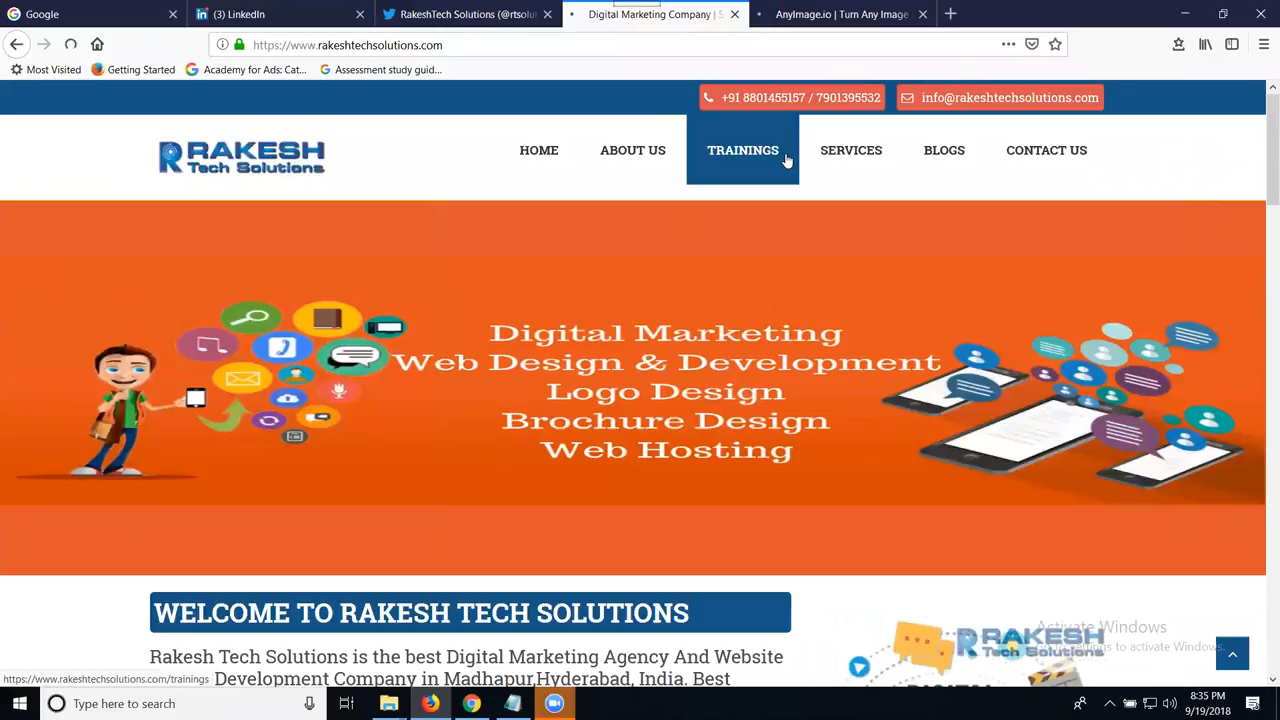 Google
(3) LinkedIn
RakeshTech Solutions (@rtsolut
Digital Marketing Company | S
AnyImage.io | Turn Any Image
https://www.rakeshtechsolutions.com
Most Visited
Getting Started
Academy for Ads: Cat...
Assessment study guid...
+91 8801455157 / 7901395532
info@rakeshtechsolutions.com
RAKESH
Tech Solutions
HOME
ABOUT US
TRAININGS
SERVICES
BLOGS
CONTACT US
Digital Marketing
Web Design & Development
Logo Design
Brochure Design
Web Hosting
WELCOME TO RAKESH TECH SOLUTIONS
Rakesh Tech Solutions is the best Digital Marketing Agency And Website
Development Company in Madhapur,Hyderabad, India. Best
RAKESH
Tech Solutions
Activate Windows
to activate Windows.
https://www.rakeshtechsolutions.com/trainings
Type here to search
8:35 PM
9/19/2018